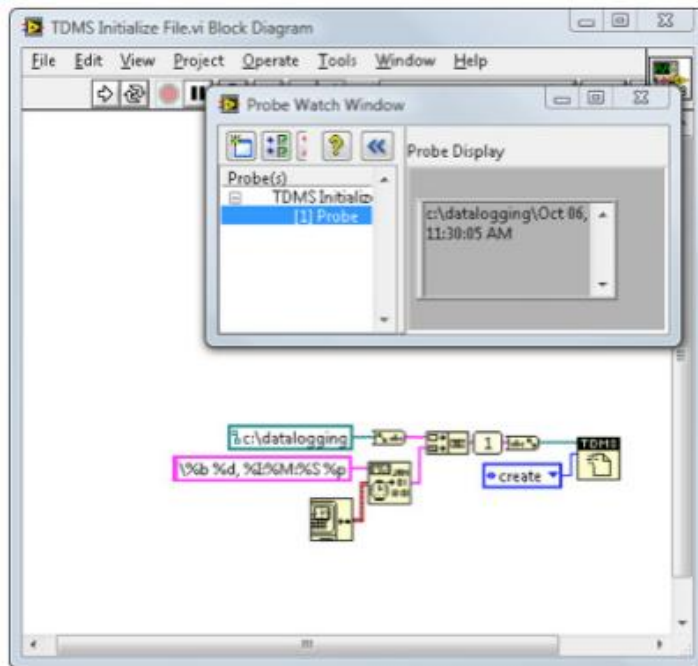 TDMS Initialize File.vi Block Diagram
File Edit View Project Operate Tools Window Help
Probe Watch Window
Probe(s)
TDMS Initialize
[1] Probe
Probe Display
c:\datalogging\Oct 06,
11:30:05 AM
c:\datalogging
1
TDMS
\%b %d, %I:%M:%S %p
create